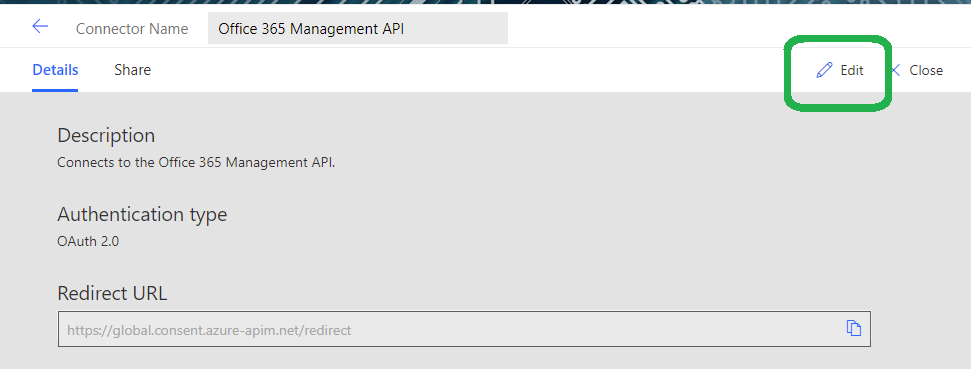 Connector Name Office 365 Management API
Details Share Edit Close
Description
Connects to the Office 365 Management API.
Authentication type
OAuth 2.0
Redirect URL
https://global.consent.azure-apim.net/redirect